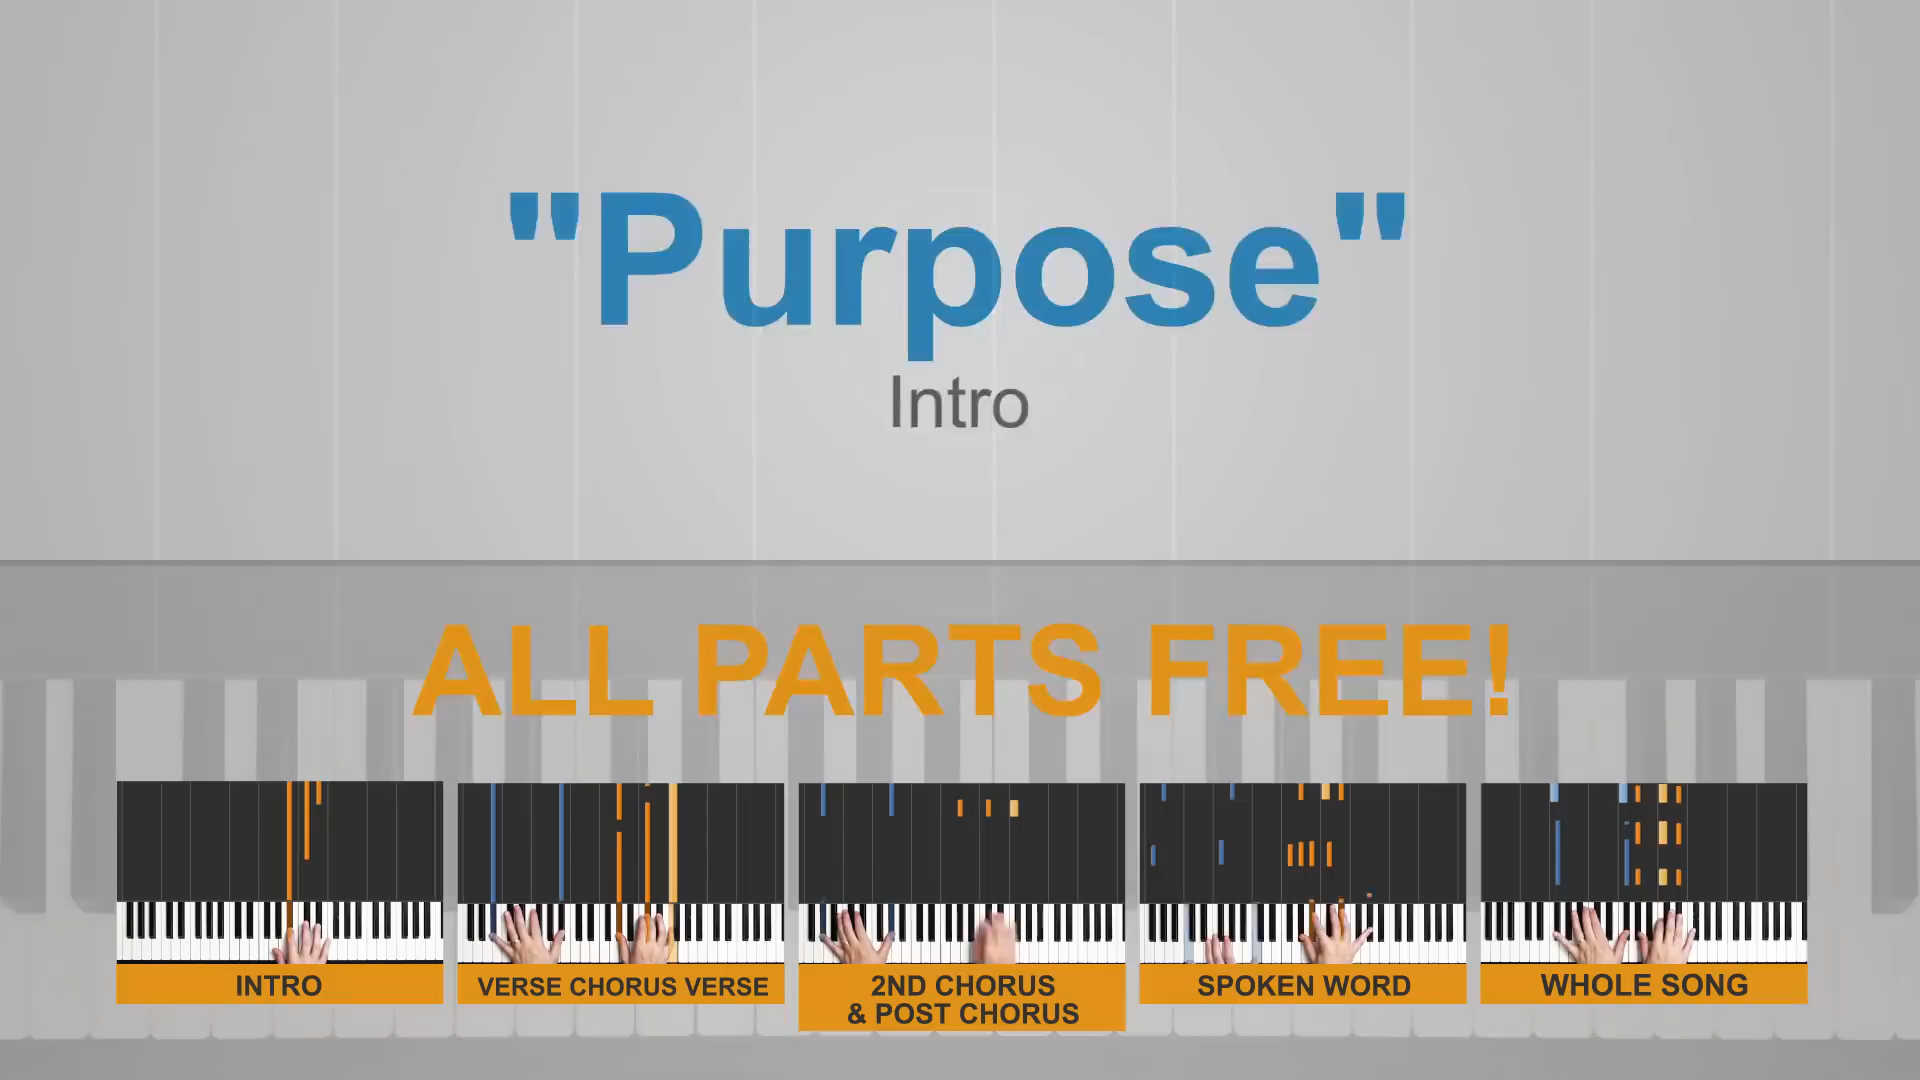 "Purpose"
Intro
ALL PARTS FREE!
INTRO
VERSE CHORUS VERSE
2ND CHORUS
& POST CHORUS
SPOKEN WORD
WHOLE SONG